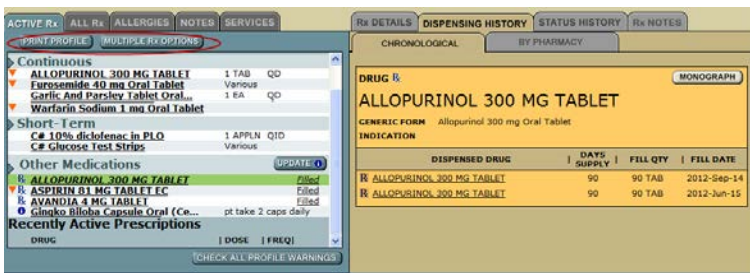 ACTIVE Rx ALL Rx ALLERGIES NOTES SERVICES
PRINT PROFILE MULTIPLE Rx OPTIONS
Continuous
ALLOPURINOL 300 MG TABLET 1 TAB QD
Furosemide 40 mg Oral Tablet Various
Garlic And Parsley Tablet Oral... 1 EA QD
Warfarin Sodium 1 mg Oral Tablet
Short-Term
C# 10% diclofenac in PLO 1 APPLN QID
C# Glucose Test Strips Various
Other Medications UPDATE
ALLOPURINOL 300 MG TABLET Filled
ASPIRIN 81 MG TABLET EC Filled
AVANDIA 4 MG TABLET Filled
Gingko Biloba Capsule Oral (Ce... pt take 2 caps daily
Recently Active Prescriptions
DRUG | DOSE | FREQ|
CHECK ALL PROFILE WARNINGS
Rx DETAILS DISPENSING HISTORY STATUS HISTORY Rx NOTES
CHRONOLOGICAL BY PHARMACY
DRUG MONOGRAPH
ALLOPURINOL 300 MG TABLET
GENERIC FORM Allopurinol 300 mg Oral Tablet
INDICATION
DISPENSED DRUG | DAYS SUPPLY | FILL QTY | FILL DATE
ALLOPURINOL 300 MG TABLET 90 90 TAB 2012-Sep-14
ALLOPURINOL 300 MG TABLET 90 90 TAB 2012-Jun-15